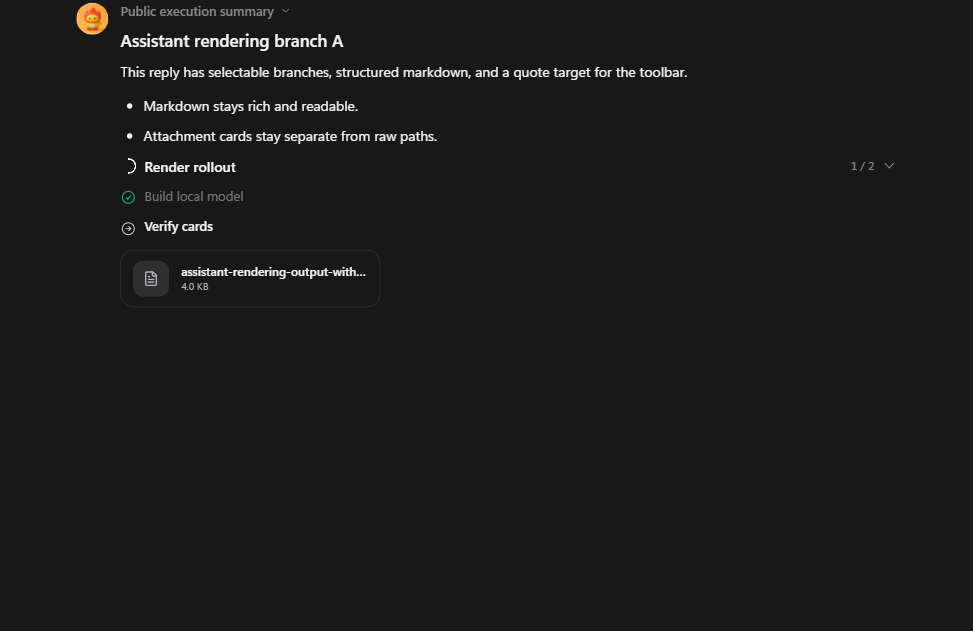 Public execution summary
Assistant rendering branch A
This reply has selectable branches, structured markdown, and a quote target for the toolbar.
Markdown stays rich and readable.
Attachment cards stay separate from raw paths.
Render rollout 1 / 2
Build local model
Verify cards
assistant-rendering-output-with...
4.0 KB